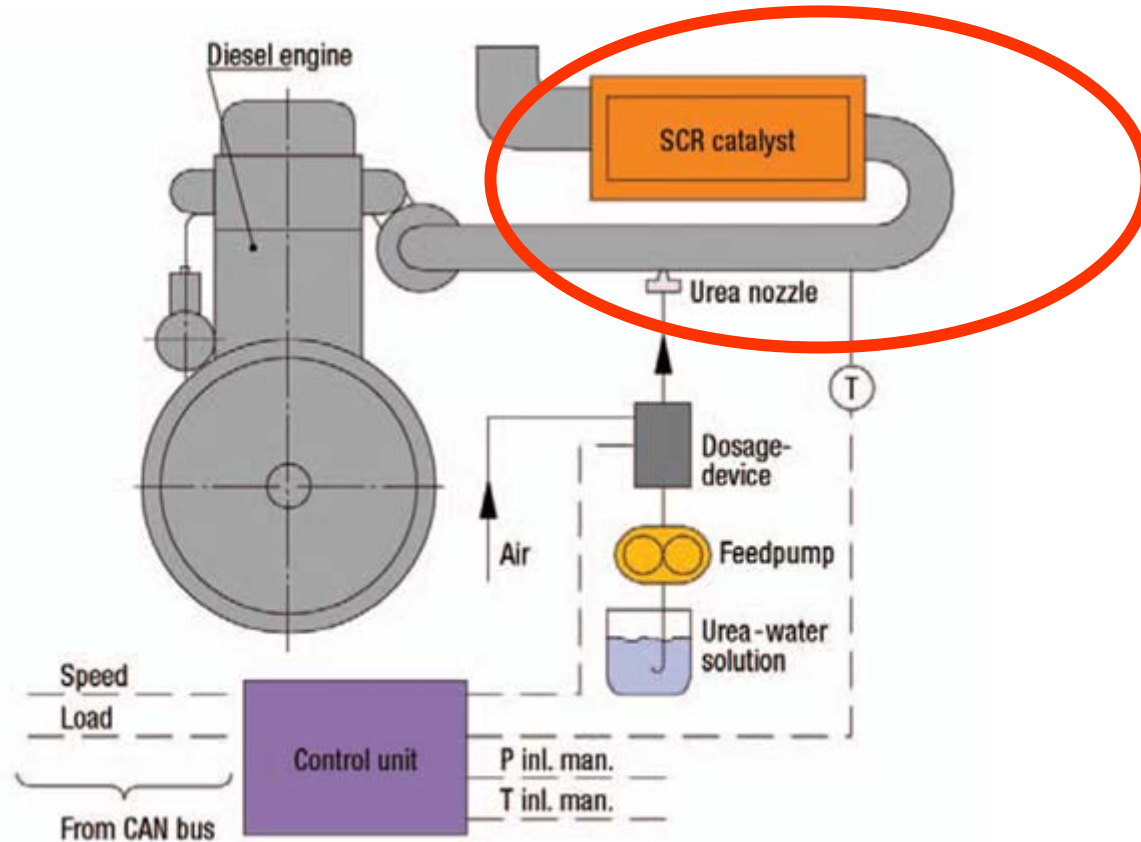 Diesel engine
SCR catalyst
Urea nozzle
T
Dosage-
device
Air
Feedpump
Urea-water
solution
Speed
Load
Control unit
P inl. man.
T inl. man.
From CAN bus